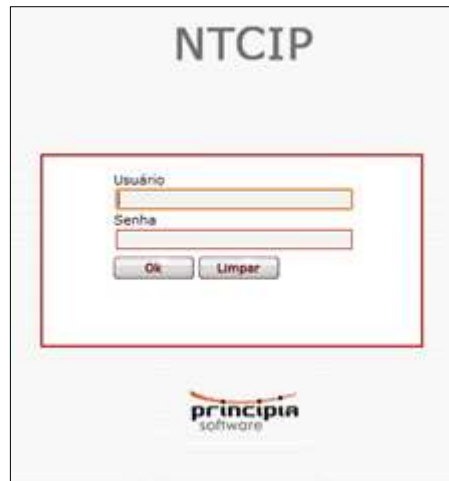 NTCIP
Usuário
Senha
Ok Limpar
principia
software